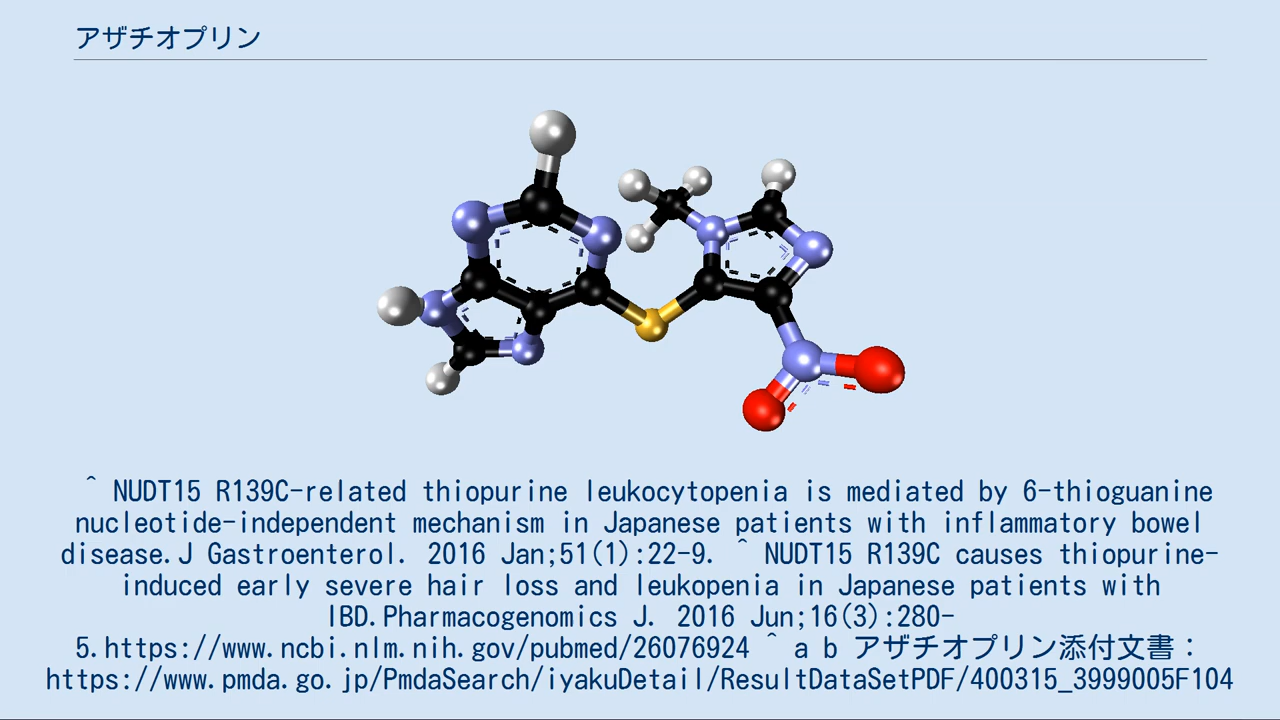 アザチオプリン
^ NUDT15 R139C-related thiopurine leukocytopenia is mediated by 6-thioguanine
nucleotide-independent mechanism in Japanese patients with inflammatory bowel
disease.J Gastroenterol. 2016 Jan;51(1):22-9. ^ NUDT15 R139C causes thiopurine-
induced early severe hair loss and leukopenia in Japanese patients with
IBD.Pharmacogenomics J. 2016 Jun;16(3):280-
5.https://www.ncbi.nlm.nih.gov/pubmed/26076924 ^ a b アザチオプリン添付文書：
https://www.pmda.go.jp/PmdaSearch/iyakuDetail/ResultDataSetPDF/400315_3999005F104